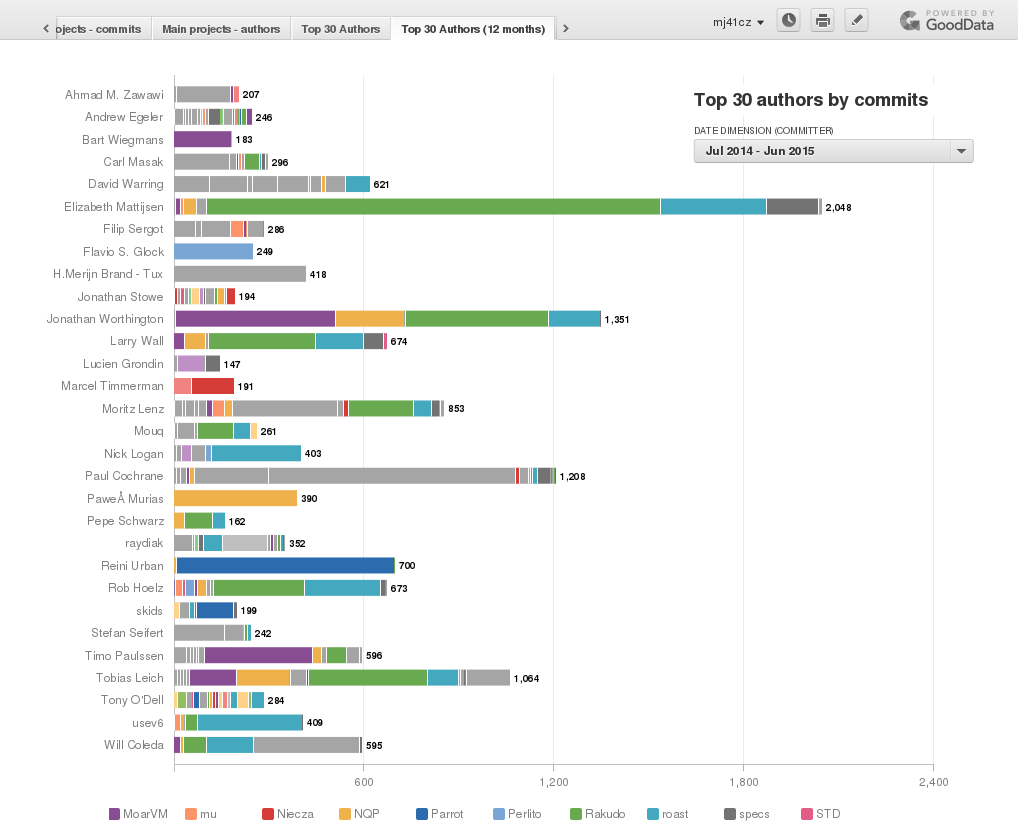 ojects - commits Main projects - authors Top 30 Authors Top 30 Authors (12 months) mj41cz POWERED BY GoodData
Top 30 authors by commits
DATE DIMENSION (COMMITTER)
Jul 2014 - Jun 2015
Ahmad M. Zawawi 207
Andrew Egeler 246
Bart Wiegmans 183
Carl Masak 296
David Warring 621
Elizabeth Mattijsen 2,048
Filip Sergot 286
Flavio S. Glock 249
H.Merijn Brand - Tux 418
Jonathan Stowe 194
Jonathan Worthington 1,351
Larry Wall 674
Lucien Grondin 147
Marcel Timmerman 191
Moritz Lenz 853
Mouq 261
Nick Logan 403
Paul Cochrane 1,208
PaweÅ Murias 390
Pepe Schwarz 162
raydiak 352
Reini Urban 700
Rob Hoelz 673
skids 199
Stefan Seifert 242
Timo Paulssen 596
Tobias Leich 1,064
Tony O'Dell 284
usev6 409
Will Coleda 595
600 1,200 1,800 2,400
MoarVM mu Niecza NQP Parrot Perlito Rakudo roast specs STD